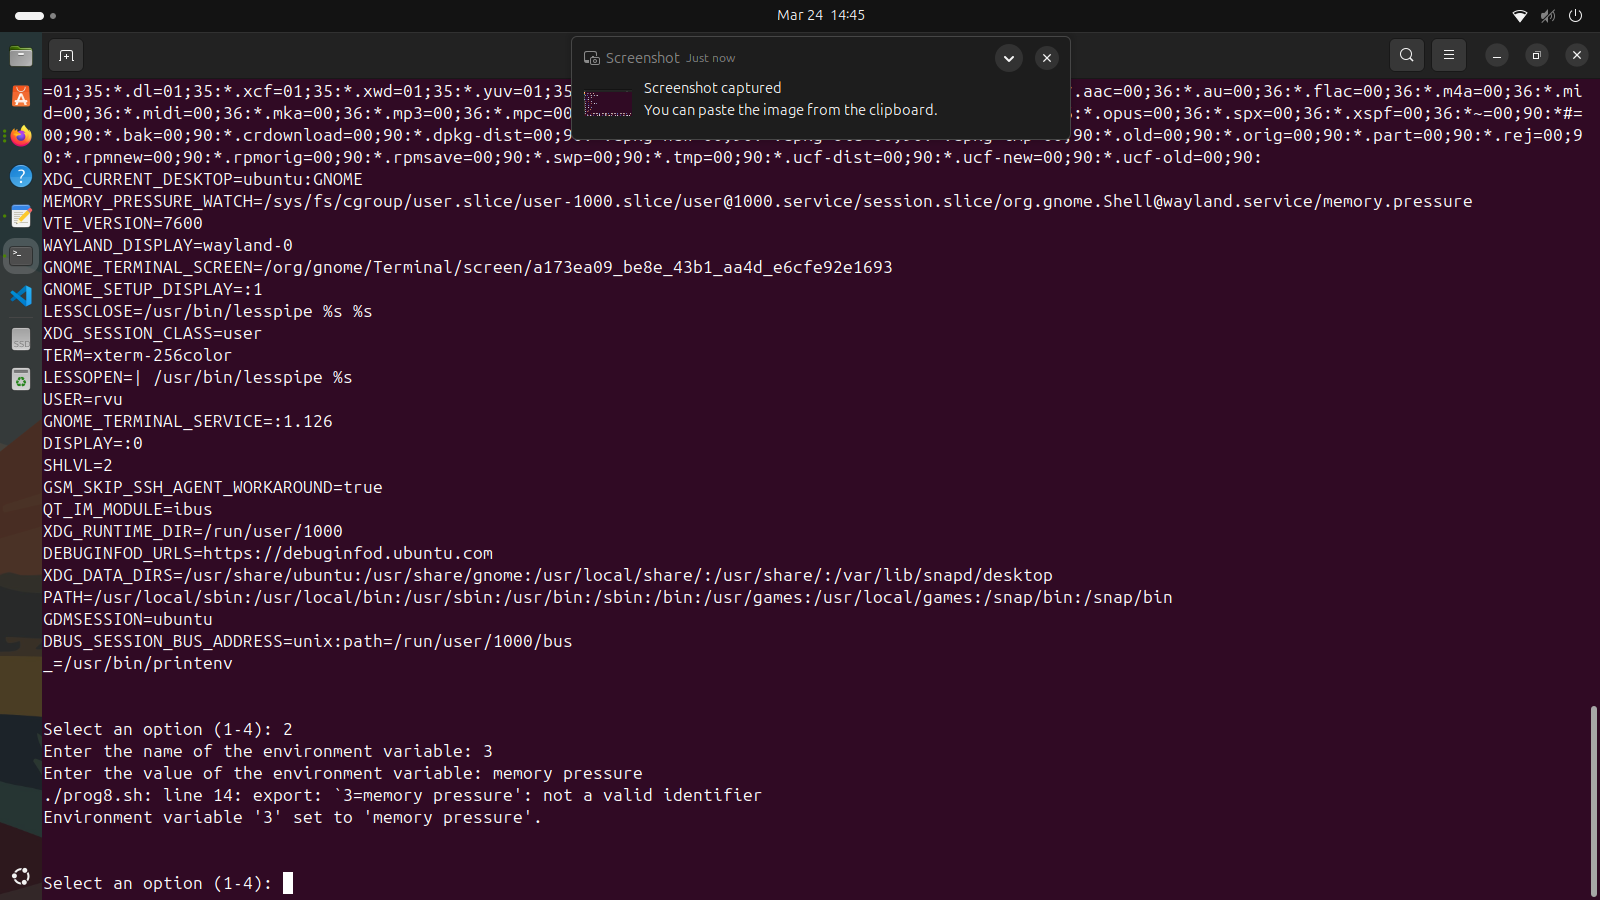 Mar 24 14:45
Screenshot Just now
Screenshot captured
You can paste the image from the clipboard.
=01;35:*.dl=01;35:*.xcf=01;35:*.xwd=01;35:*.yuv=01;35 .aac=00;36:*.au=00;36:*.flac=00;36:*.m4a=00;36:*.mi
d=00;36:*.midi=00;36:*.mka=00;36:*.mp3=00;36:*.mpc=00 :*.opus=00;36:*.spx=00;36:*.xspf=00;36:*~=00;90:*#=
00;90:*.bak=00;90:*.crdownload=00;90:*.dpkg-dist=00;90:*.dpkg-new=00;90:*.dpkg-old=00;90:*.dpkg-tmp=00;90:*.old=00;90:*.orig=00;90:*.part=00;90:*.rej=00;9
0:*.rpmnew=00;90:*.rpmorig=00;90:*.rpmsave=00;90:*.swp=00;90:*.tmp=00;90:*.ucf-dist=00;90:*.ucf-new=00;90:*.ucf-old=00;90:
XDG_CURRENT_DESKTOP=ubuntu:GNOME
MEMORY_PRESSURE_WATCH=/sys/fs/cgroup/user.slice/user-1000.slice/user@1000.service/session.slice/org.gnome.Shell@wayland.service/memory.pressure
VTE_VERSION=7600
WAYLAND_DISPLAY=wayland-0
GNOME_TERMINAL_SCREEN=/org/gnome/Terminal/screen/a173ea09_be8e_43b1_aa4d_e6cfe92e1693
GNOME_SETUP_DISPLAY=:1
LESSCLOSE=/usr/bin/lesspipe %s %s
XDG_SESSION_CLASS=user
TERM=xterm-256color
LESSOPEN=| /usr/bin/lesspipe %s
USER=rvu
GNOME_TERMINAL_SERVICE=:1.126
DISPLAY=:0
SHLVL=2
GSM_SKIP_SSH_AGENT_WORKAROUND=true
QT_IM_MODULE=ibus
XDG_RUNTIME_DIR=/run/user/1000
DEBUGINFOD_URLS=https://debuginfod.ubuntu.com
XDG_DATA_DIRS=/usr/share/ubuntu:/usr/share/gnome:/usr/local/share/:/usr/share/:/var/lib/snapd/desktop
PATH=/usr/local/sbin:/usr/local/bin:/usr/sbin:/usr/bin:/sbin:/bin:/usr/games:/usr/local/games:/snap/bin:/snap/bin
GDMSESSION=ubuntu
DBUS_SESSION_BUS_ADDRESS=unix:path=/run/user/1000/bus
_=/usr/bin/printenv
Select an option (1-4): 2
Enter the name of the environment variable: 3
Enter the value of the environment variable: memory pressure
./prog8.sh: line 14: export: `3=memory pressure': not a valid identifier
Environment variable '3' set to 'memory pressure'.
Select an option (1-4):